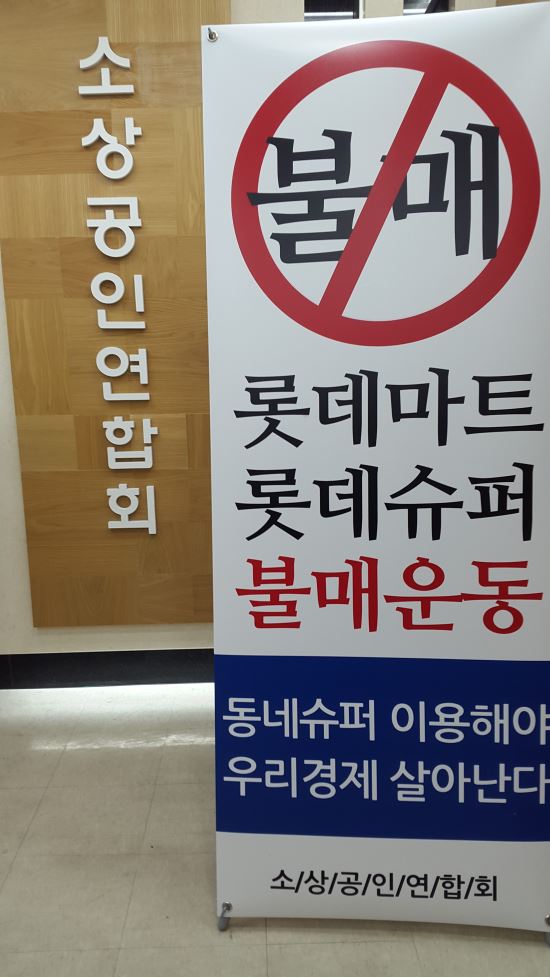 소상공인연합회
불매
롯데마트
롯데슈퍼
불매운동
동네슈퍼 이용해야
우리경제 살아난다
소/상/공/인/연/합/회